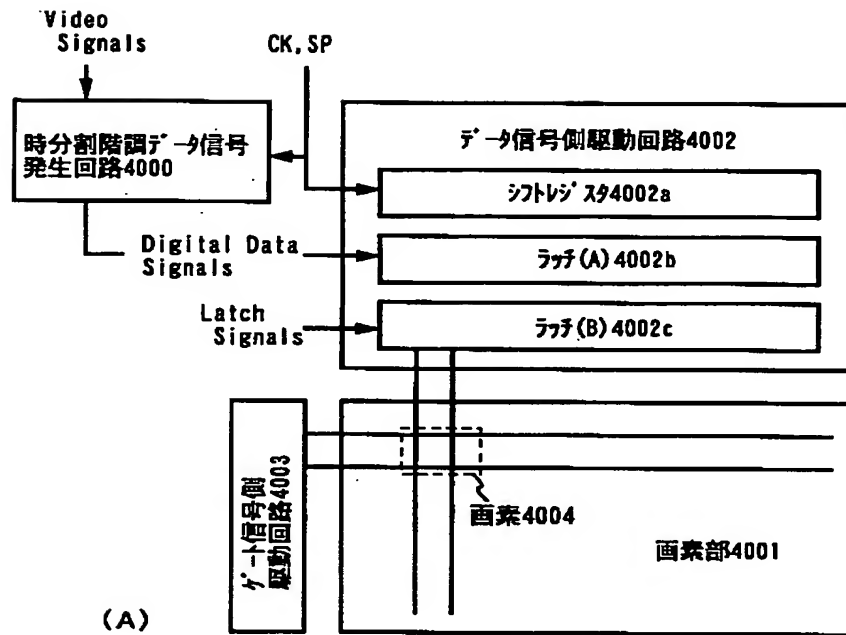 Video
Signals
CK,SP
時分割階調データ信号
発生回路4000
データ信号側駆動回路4002
シフトレジスタ4002a
Digital Data
Signals
ラッチ(A)4002b
Latch
Signals
ラッチ(B)4002c
ゲート信号側
駆動回路4003
画素4004
画素部4001
(A)